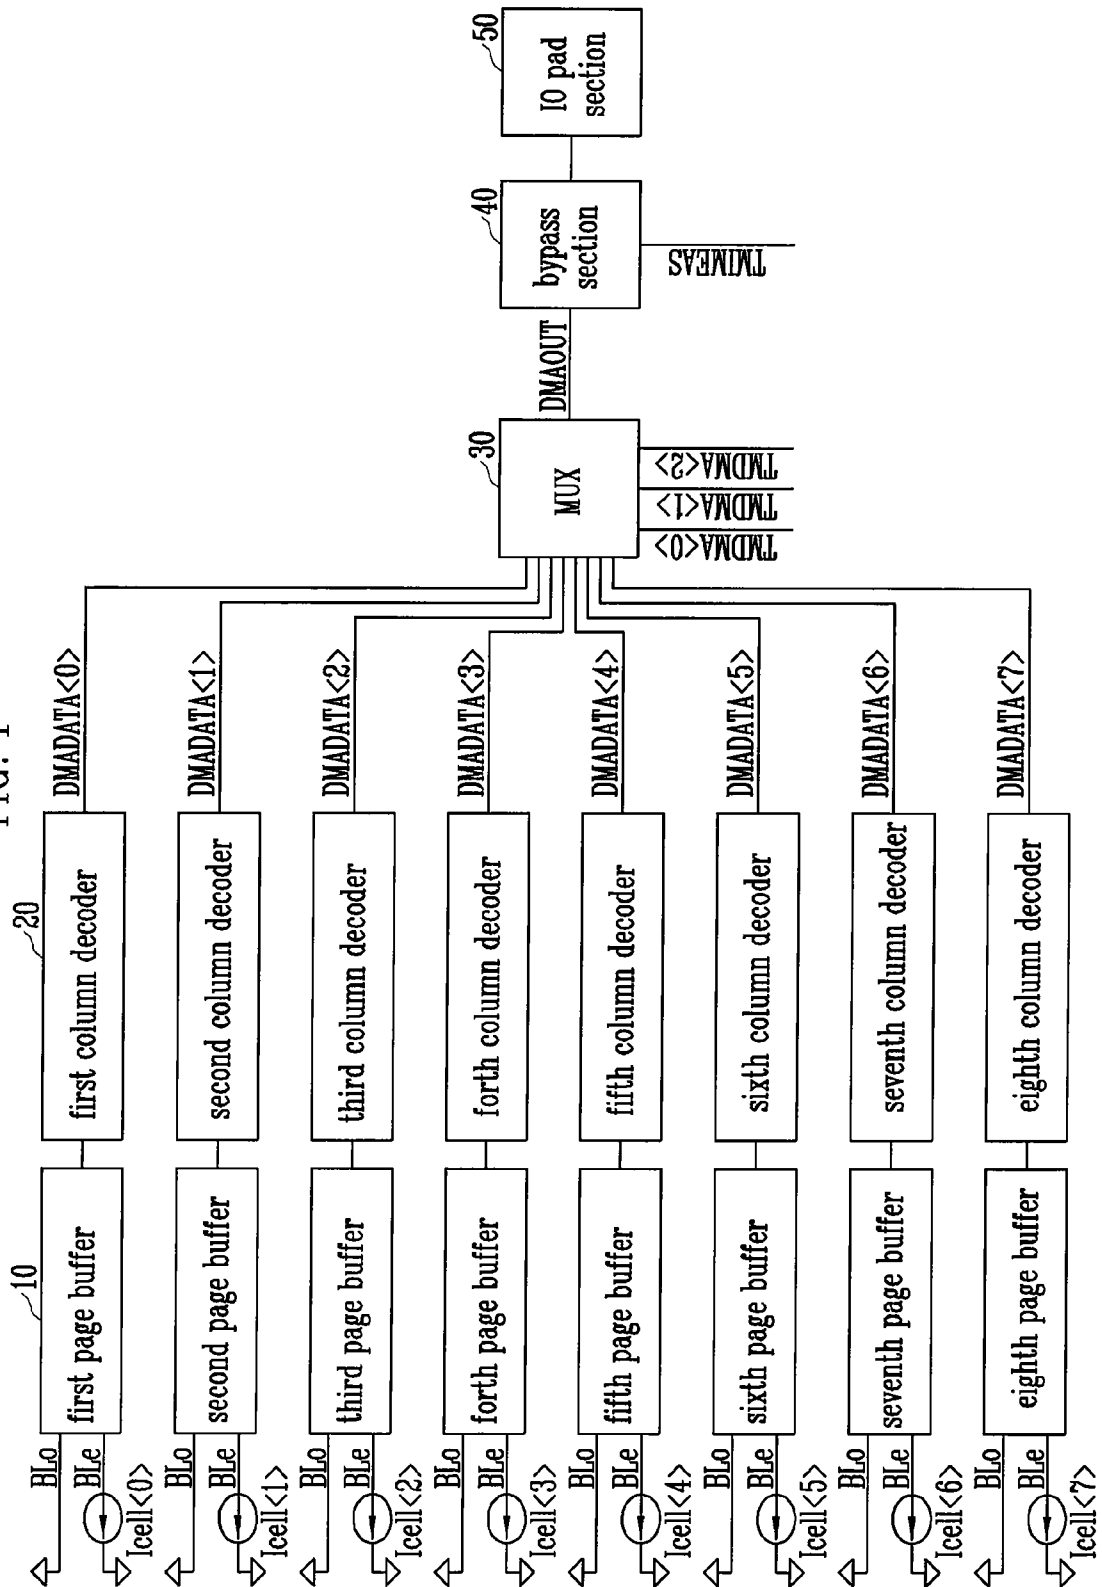 FIG. 1
BLo
BLe
Icell<0>
10
first page buffer
20
first column decoder
DMADATA<0>
BLo
BLe
Icell<1>
second page buffer
second column decoder
DMADATA<1>
BLo
BLe
Icell<2>
third page buffer
third column decoder
DMADATA<2>
BLo
BLe
Icell<3>
forth page buffer
forth column decoder
DMADATA<3>
BLo
BLe
Icell<4>
fifth page buffer
fifth column decoder
DMADATA<4>
BLo
BLe
Icell<5>
sixth page buffer
sixth column decoder
DMADATA<5>
BLo
BLe
Icell<6>
seventh page buffer
seventh column decoder
DMADATA<6>
BLo
BLe
Icell<7>
eighth page buffer
eighth column decoder
DMADATA<7>
30
MUX
TMDMA<0>
TMDMA<1>
TMDMA<2>
DMAOUT
40
bypass
section
TMIMEAS
50
IO pad
section